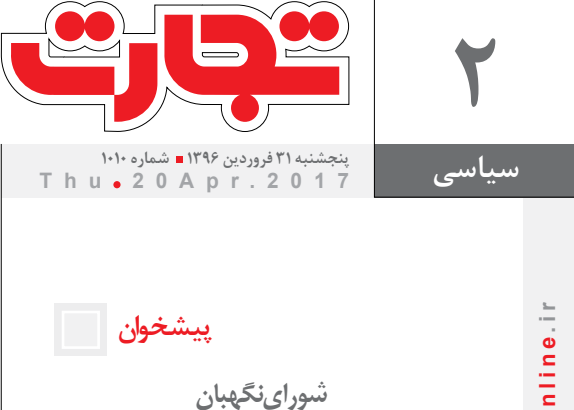 ۲
تجارت
سیاسی
پنجشنبه ۳۱ فروردین ۱۳۹۶ ■ شماره ۱۰۱۰
Thu.20Apr.2017
nline.ir
پیشخوان
شورای‌نگهبان